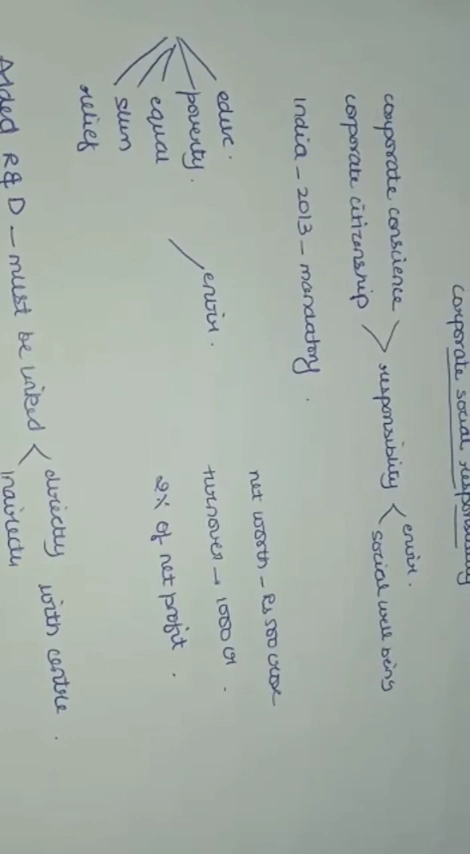 corporate social responsibility
corporate conscience
corporate citizenship
responsibility
envir.
social well being
India - 2013 - mandatory.
net worth - Rs 500 crore
turnover → 1000 cr.
2% of net profit.
educ.
poverty.
equal
slum
relief
envir.
Added R&D - must be linked
directly with centre.